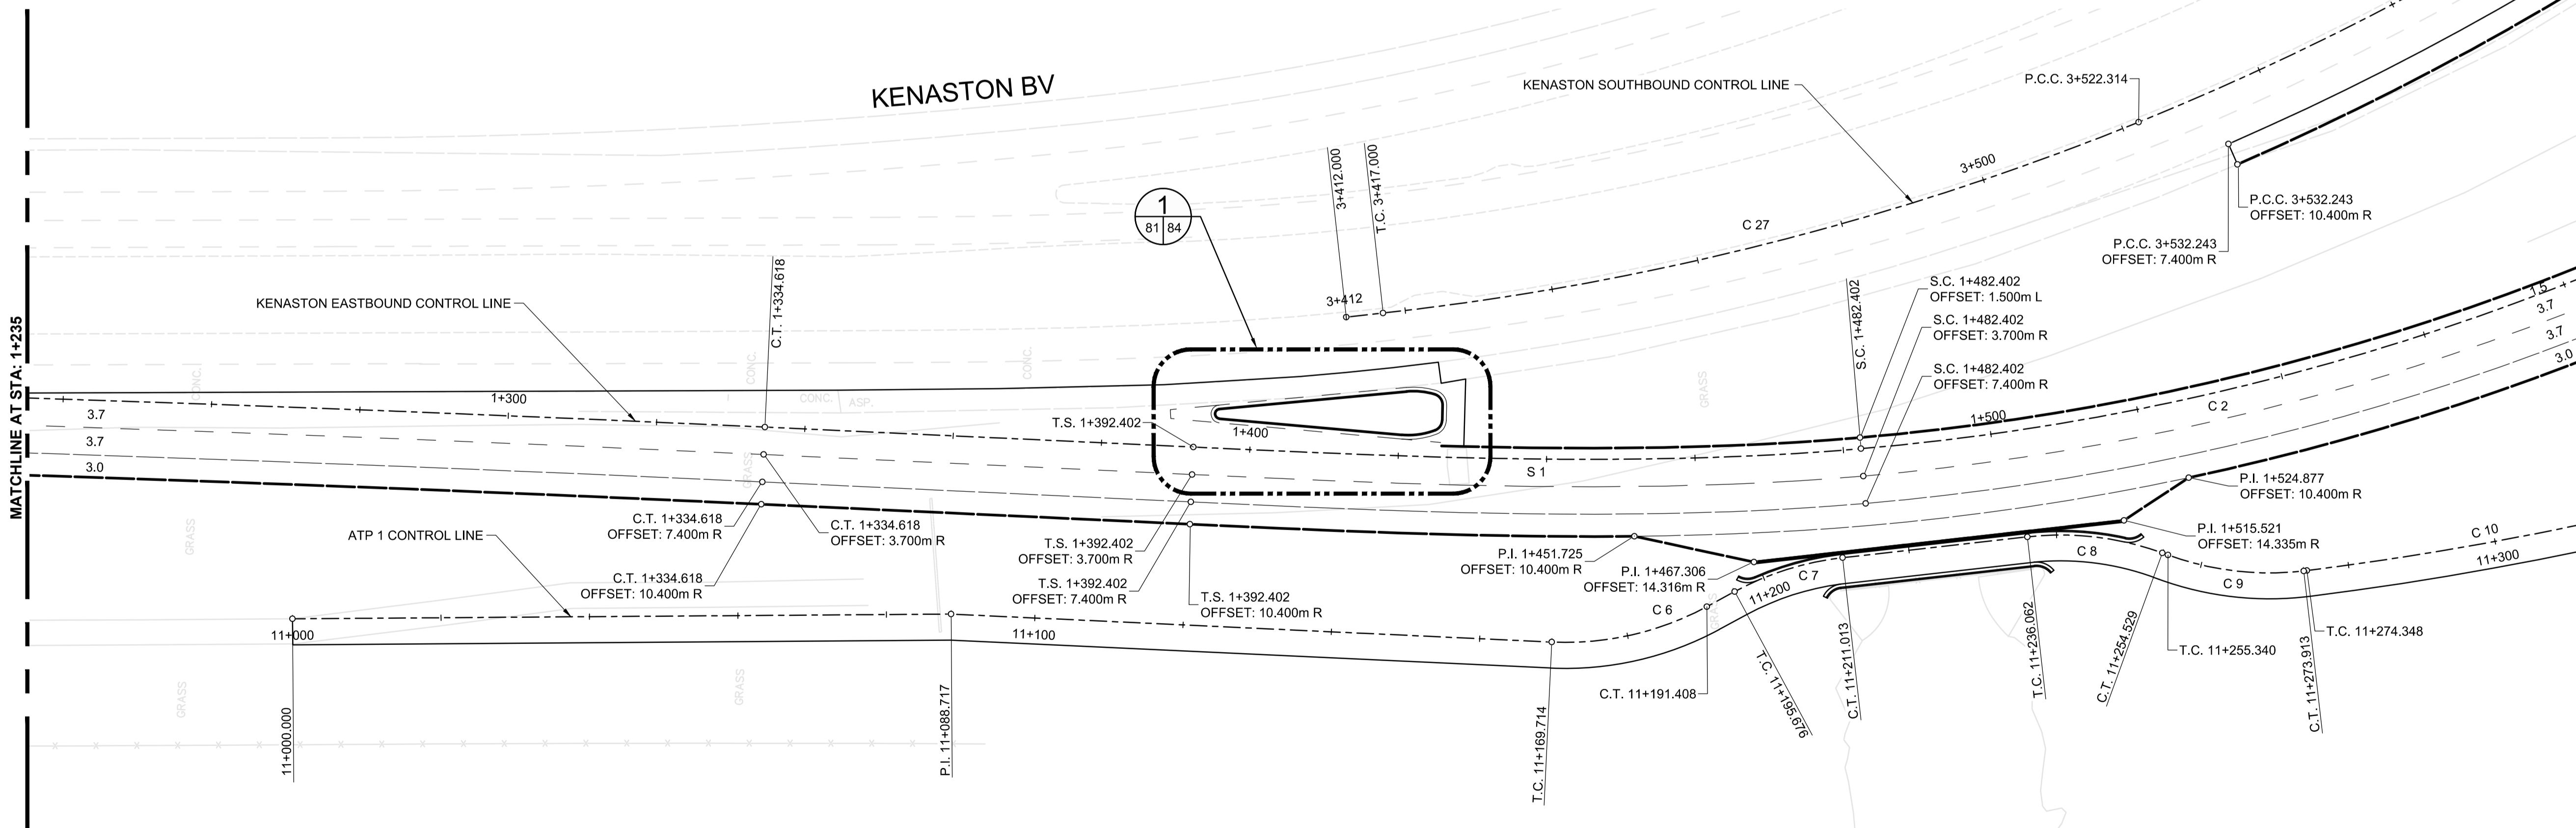 KENASTON BV
KENASTON SOUTHBOUND CONTROL LINE
P.C.C. 3+522.314
3+500
P.C.C. 3+532.243
OFFSET: 10.400m R
P.C.C. 3+532.243
OFFSET: 7.400m R
C 27
3+412.000
T.C. 3+417.000
3+412
1
81 84
KENASTON EASTBOUND CONTROL LINE
C.T. 1+334.618
S.C. 1+482.402
S.C. 1+482.402
OFFSET: 1.500m L
S.C. 1+482.402
OFFSET: 3.700m R
S.C. 1+482.402
OFFSET: 7.400m R
1.5
3.7
3.7
3.0
MATCHLINE AT STA: 1+235
CONC.
CONC.
CONC.
CONC.
ASP.
GRASS
1+300
3.7
3.7
3.0
T.S. 1+392.402
1+400
S 1
1+500
C 2
GRASS
GRASS
C.T. 1+334.618
OFFSET: 7.400m R
C.T. 1+334.618
OFFSET: 3.700m R
C.T. 1+334.618
OFFSET: 10.400m R
ATP 1 CONTROL LINE
T.S. 1+392.402
OFFSET: 3.700m R
T.S. 1+392.402
OFFSET: 7.400m R
T.S. 1+392.402
OFFSET: 10.400m R
P.I. 1+451.725
OFFSET: 10.400m R
P.I. 1+467.306
OFFSET: 14.316m R
P.I. 1+524.877
OFFSET: 10.400m R
P.I. 1+515.521
OFFSET: 14.335m R
C 6
C 7
C 8
C 9
C 10
11+000
11+100
11+200
11+300
GRASS
GRASS
GRASS
11+000.000
P.I. 11+088.717
T.C. 11+169.714
C.T. 11+191.408
T.C. 11+195.676
C.T. 11+211.013
T.C. 11+236.062
C.T. 11+254.529
T.C. 11+255.340
C.T. 11+273.913
T.C. 11+274.348